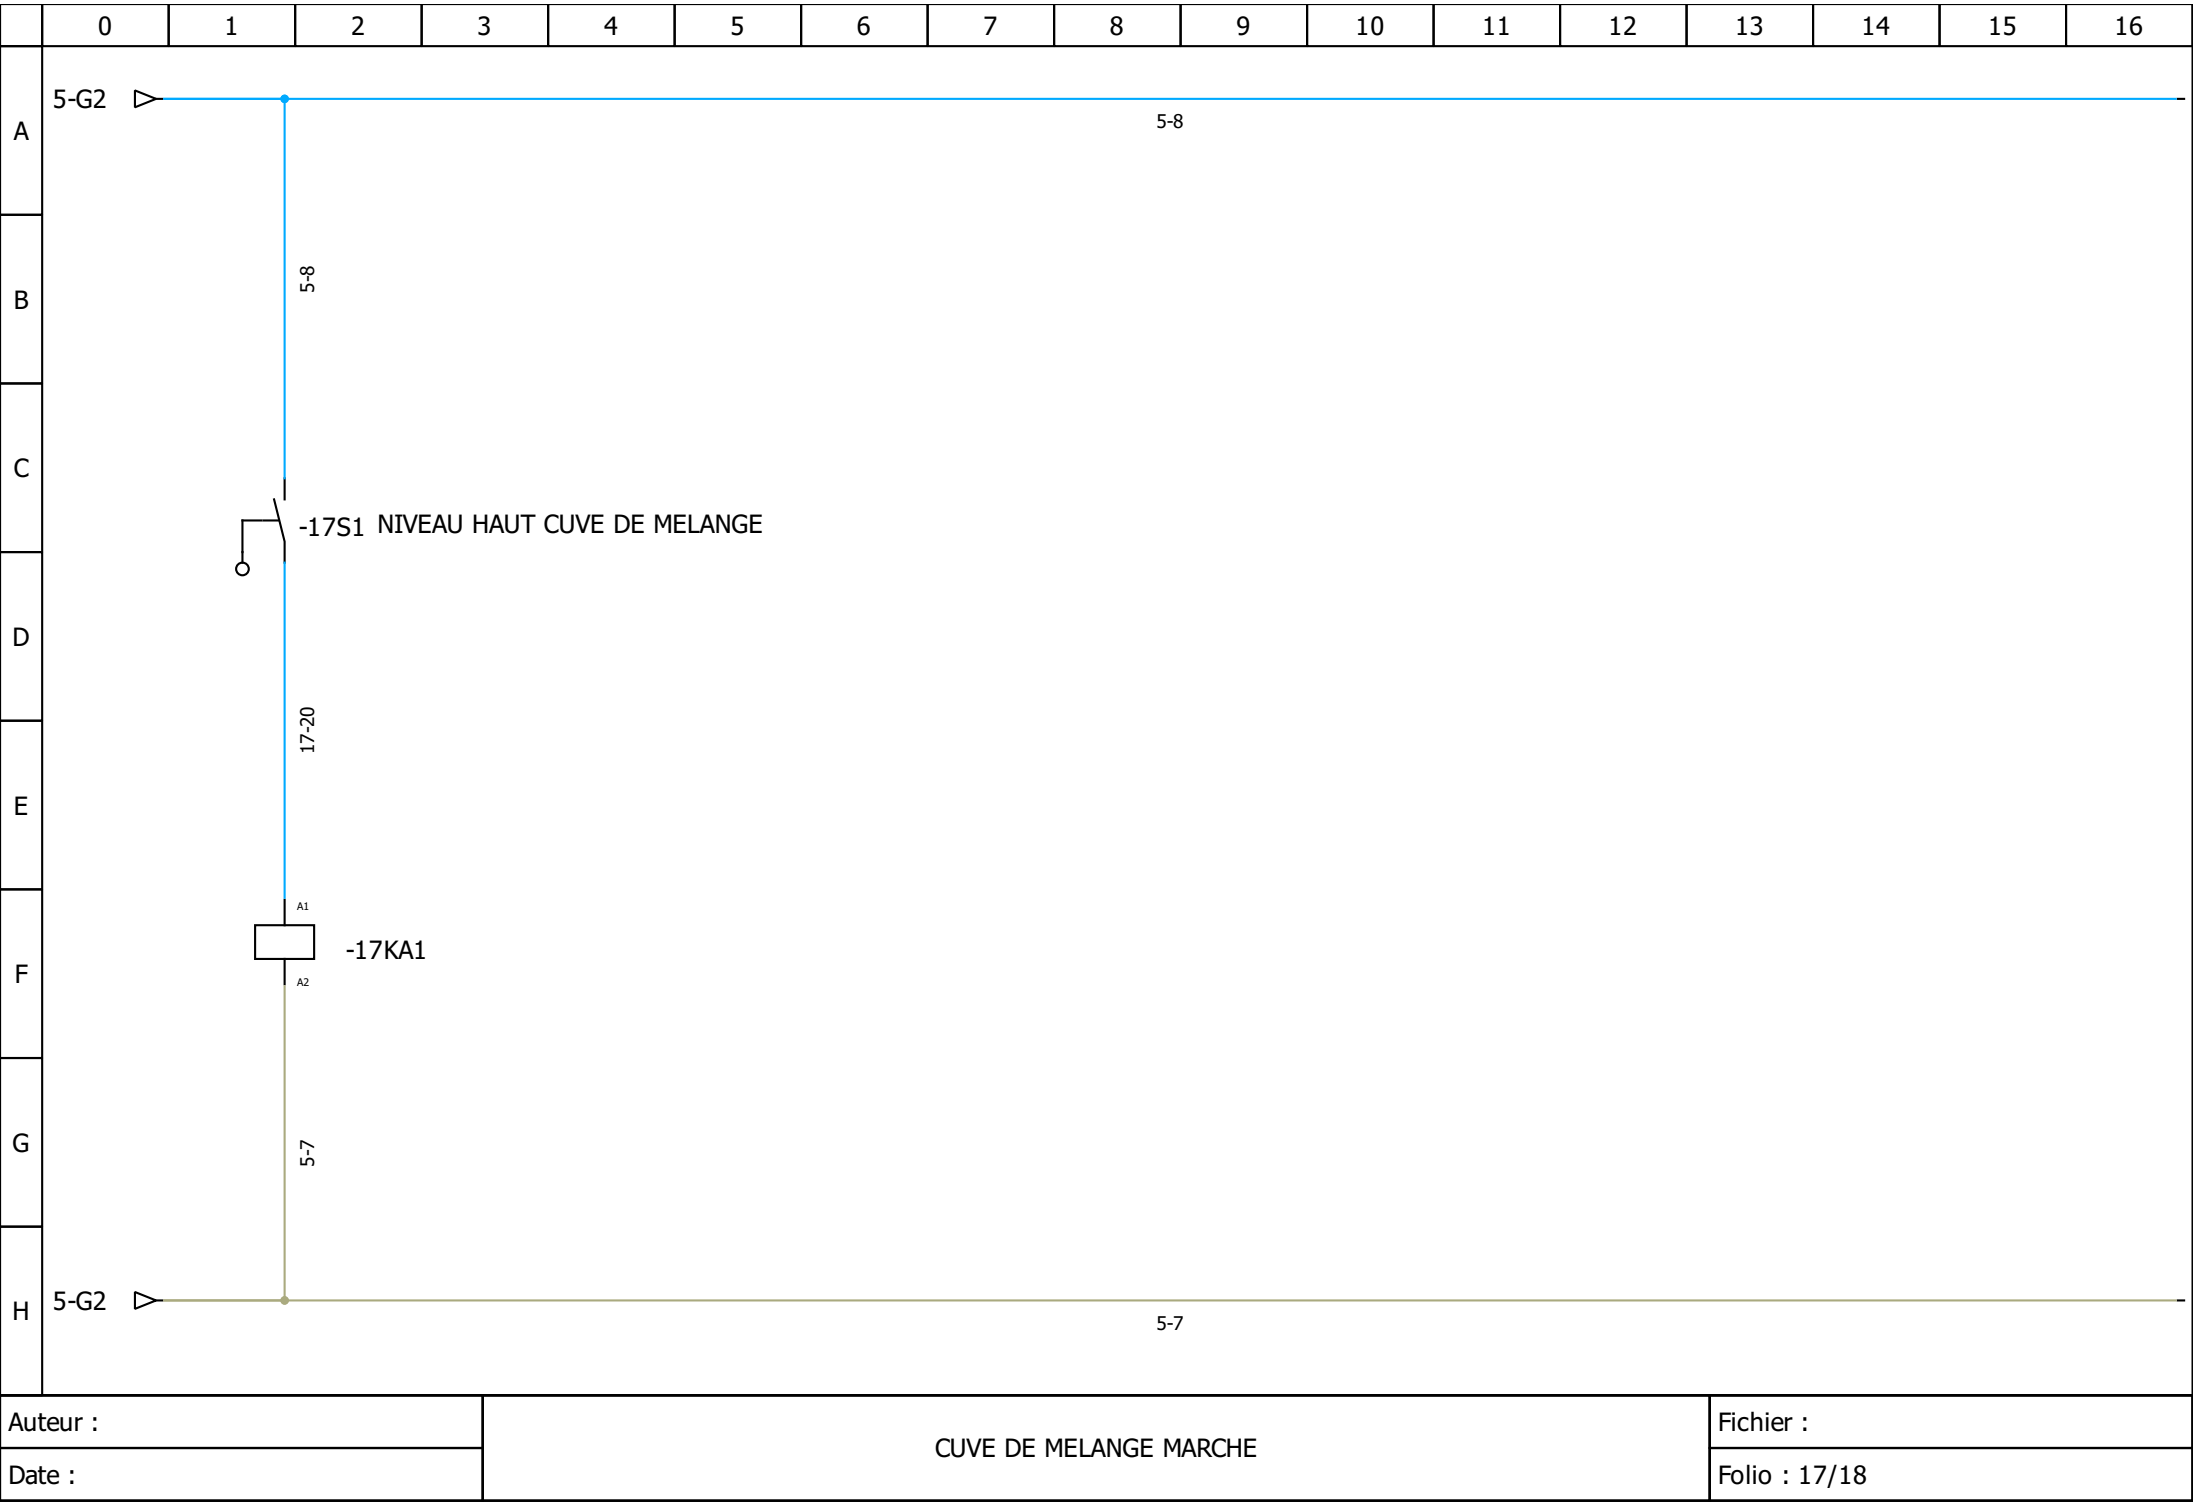 0 1 2 3 4 5 6 7 8 9 10 11 12 13 14 15 16
5-G2
A
5-8
B
5-8
C
-17S1 NIVEAU HAUT CUVE DE MELANGE
D
17-20
E
A1
-17KA1
F
A2
G
5-7
H
5-G2
5-7
Auteur :
Date :
CUVE DE MELANGE MARCHE
Fichier :
Folio : 17/18